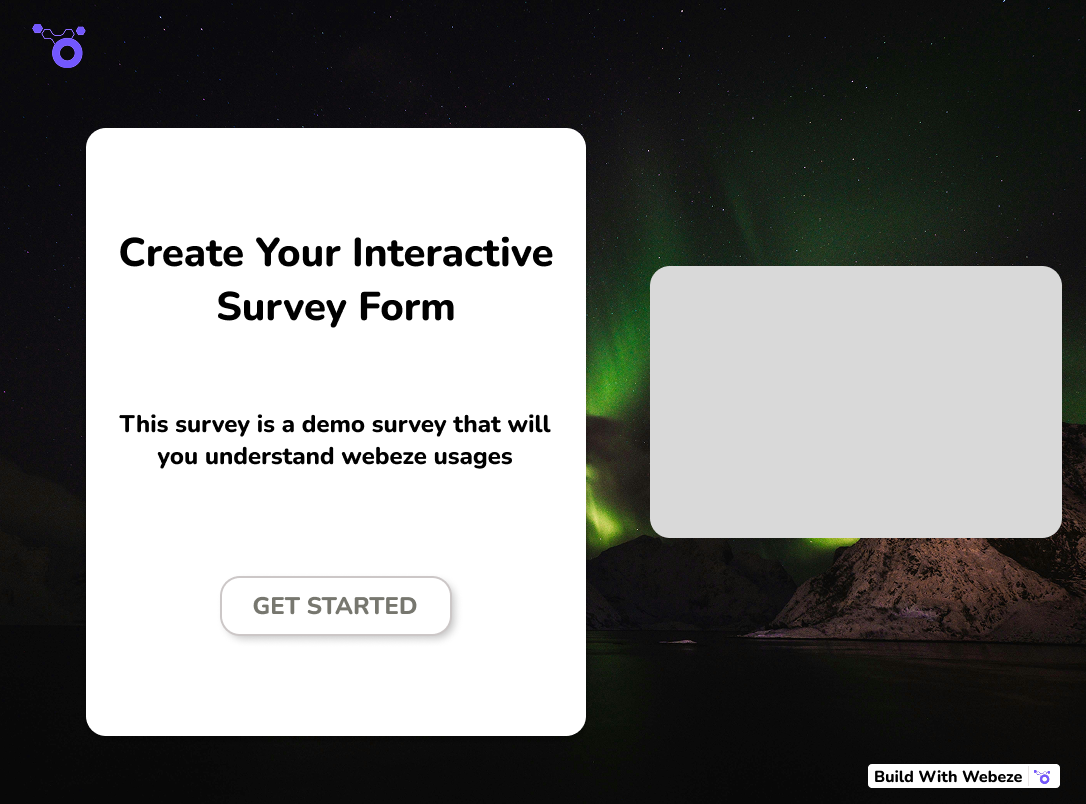 Create Your Interactive
Survey Form
This survey is a demo survey that will
you understand webeze usages
GET STARTED
Build With Webeze